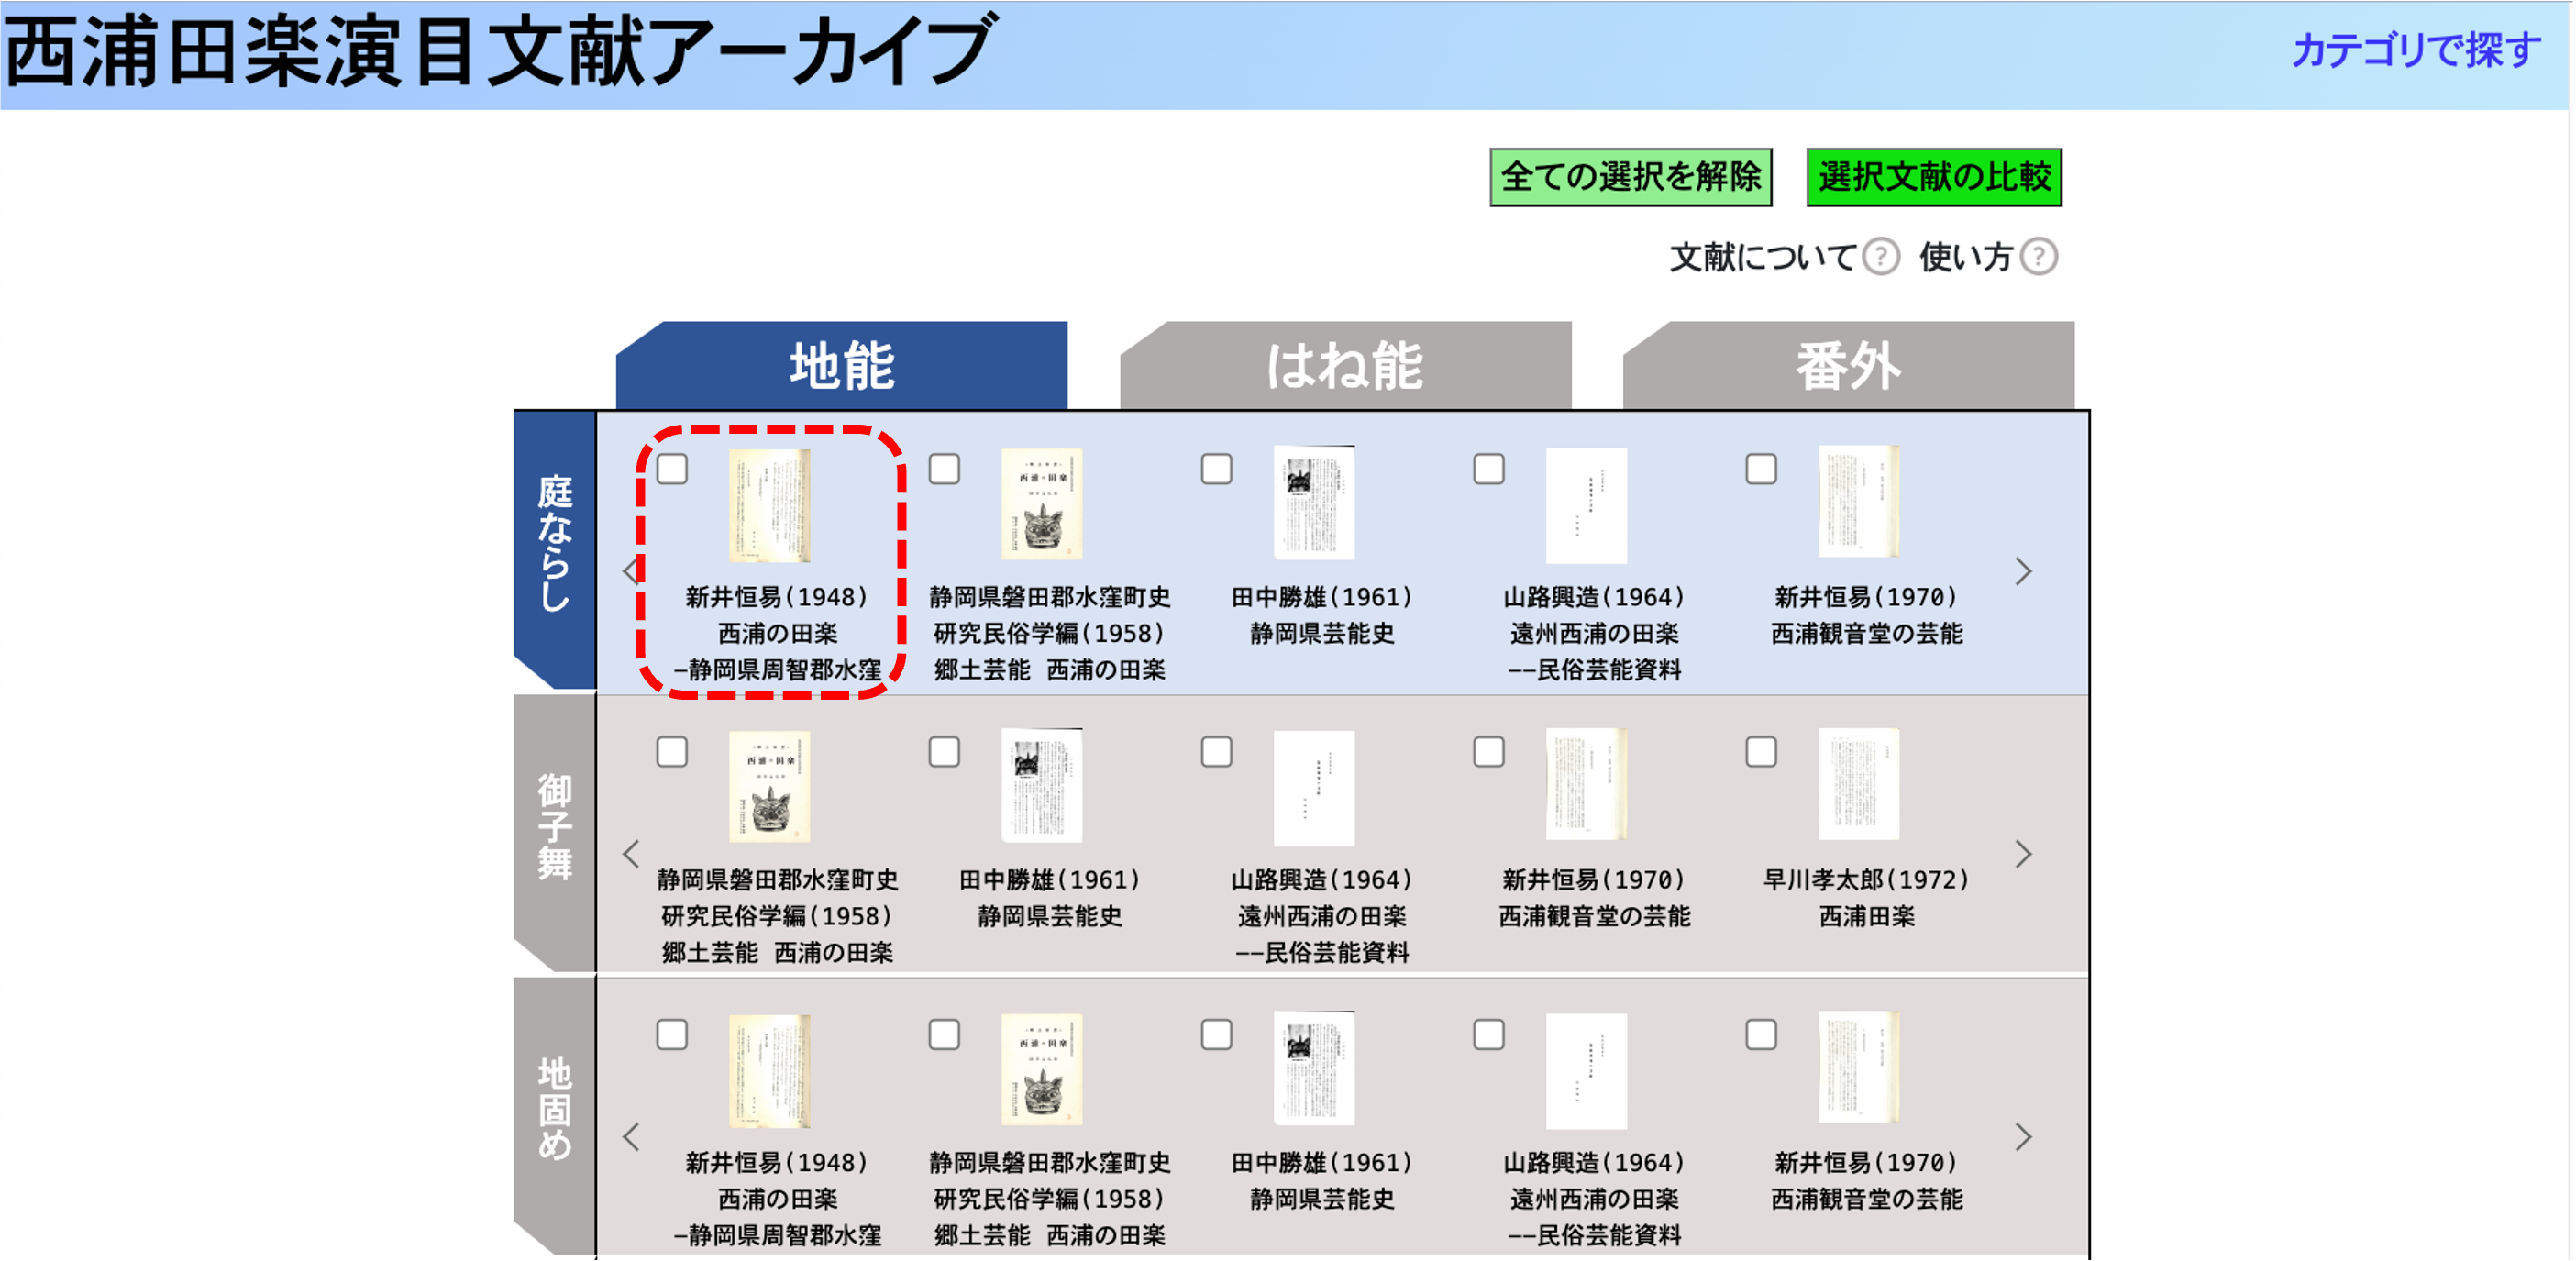 西浦田楽演目文献アーカイブ
カテゴリで探す
全ての選択を解除
選択文献の比較
文献について ?
使い方 ?
地能
はね能
番外
庭ならし
新井恒易(1948)
西浦の田楽
−静岡県周智郡水窪
静岡県磐田郡水窪町史
研究民俗学編(1958)
郷土芸能 西浦の田楽
田中勝雄(1961)
静岡県芸能史
山路興造(1964)
遠州西浦の田楽
−−民俗芸能資料
新井恒易(1970)
西浦観音堂の芸能
御子舞
静岡県磐田郡水窪町史
研究民俗学編(1958)
郷土芸能 西浦の田楽
田中勝雄(1961)
静岡県芸能史
山路興造(1964)
遠州西浦の田楽
−−民俗芸能資料
新井恒易(1970)
西浦観音堂の芸能
早川孝太郎(1972)
西浦田楽
地固め
新井恒易(1948)
西浦の田楽
−静岡県周智郡水窪
静岡県磐田郡水窪町史
研究民俗学編(1958)
郷土芸能 西浦の田楽
田中勝雄(1961)
静岡県芸能史
山路興造(1964)
遠州西浦の田楽
−−民俗芸能資料
新井恒易(1970)
西浦観音堂の芸能